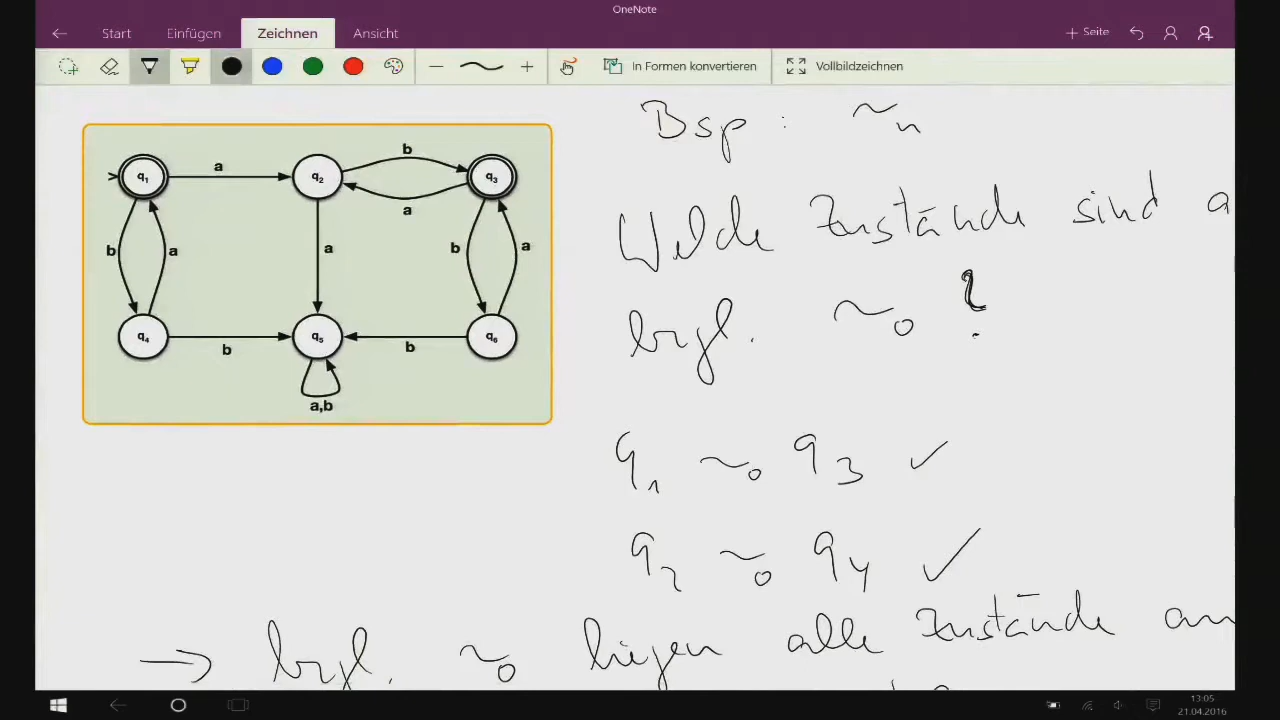 OneNote
Start Einfügen Zeichnen Ansicht Seite
In Formen konvertieren Vollbildzeichnen
Bsp: ~n
Welche Zustände sind
bzgl. ~0 ?
q1 ~0 q3 ✓
q2 ~0 q4 ✓
→ bzgl. ~0 liegen alle Zustände
> q1 a q2 b q3
a
b a a b a
q4 b q5 b q6
a,b
13:05
21.04.2016